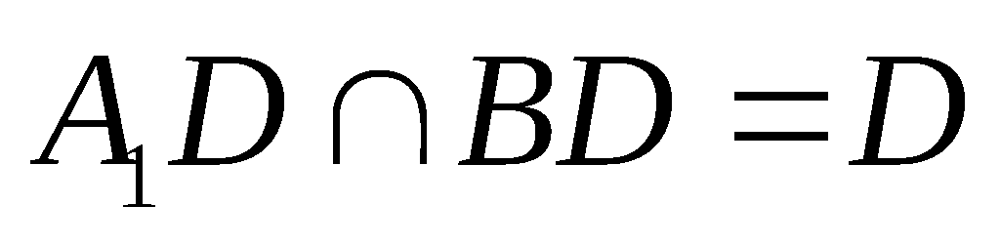 A₁D ∩ BD = D